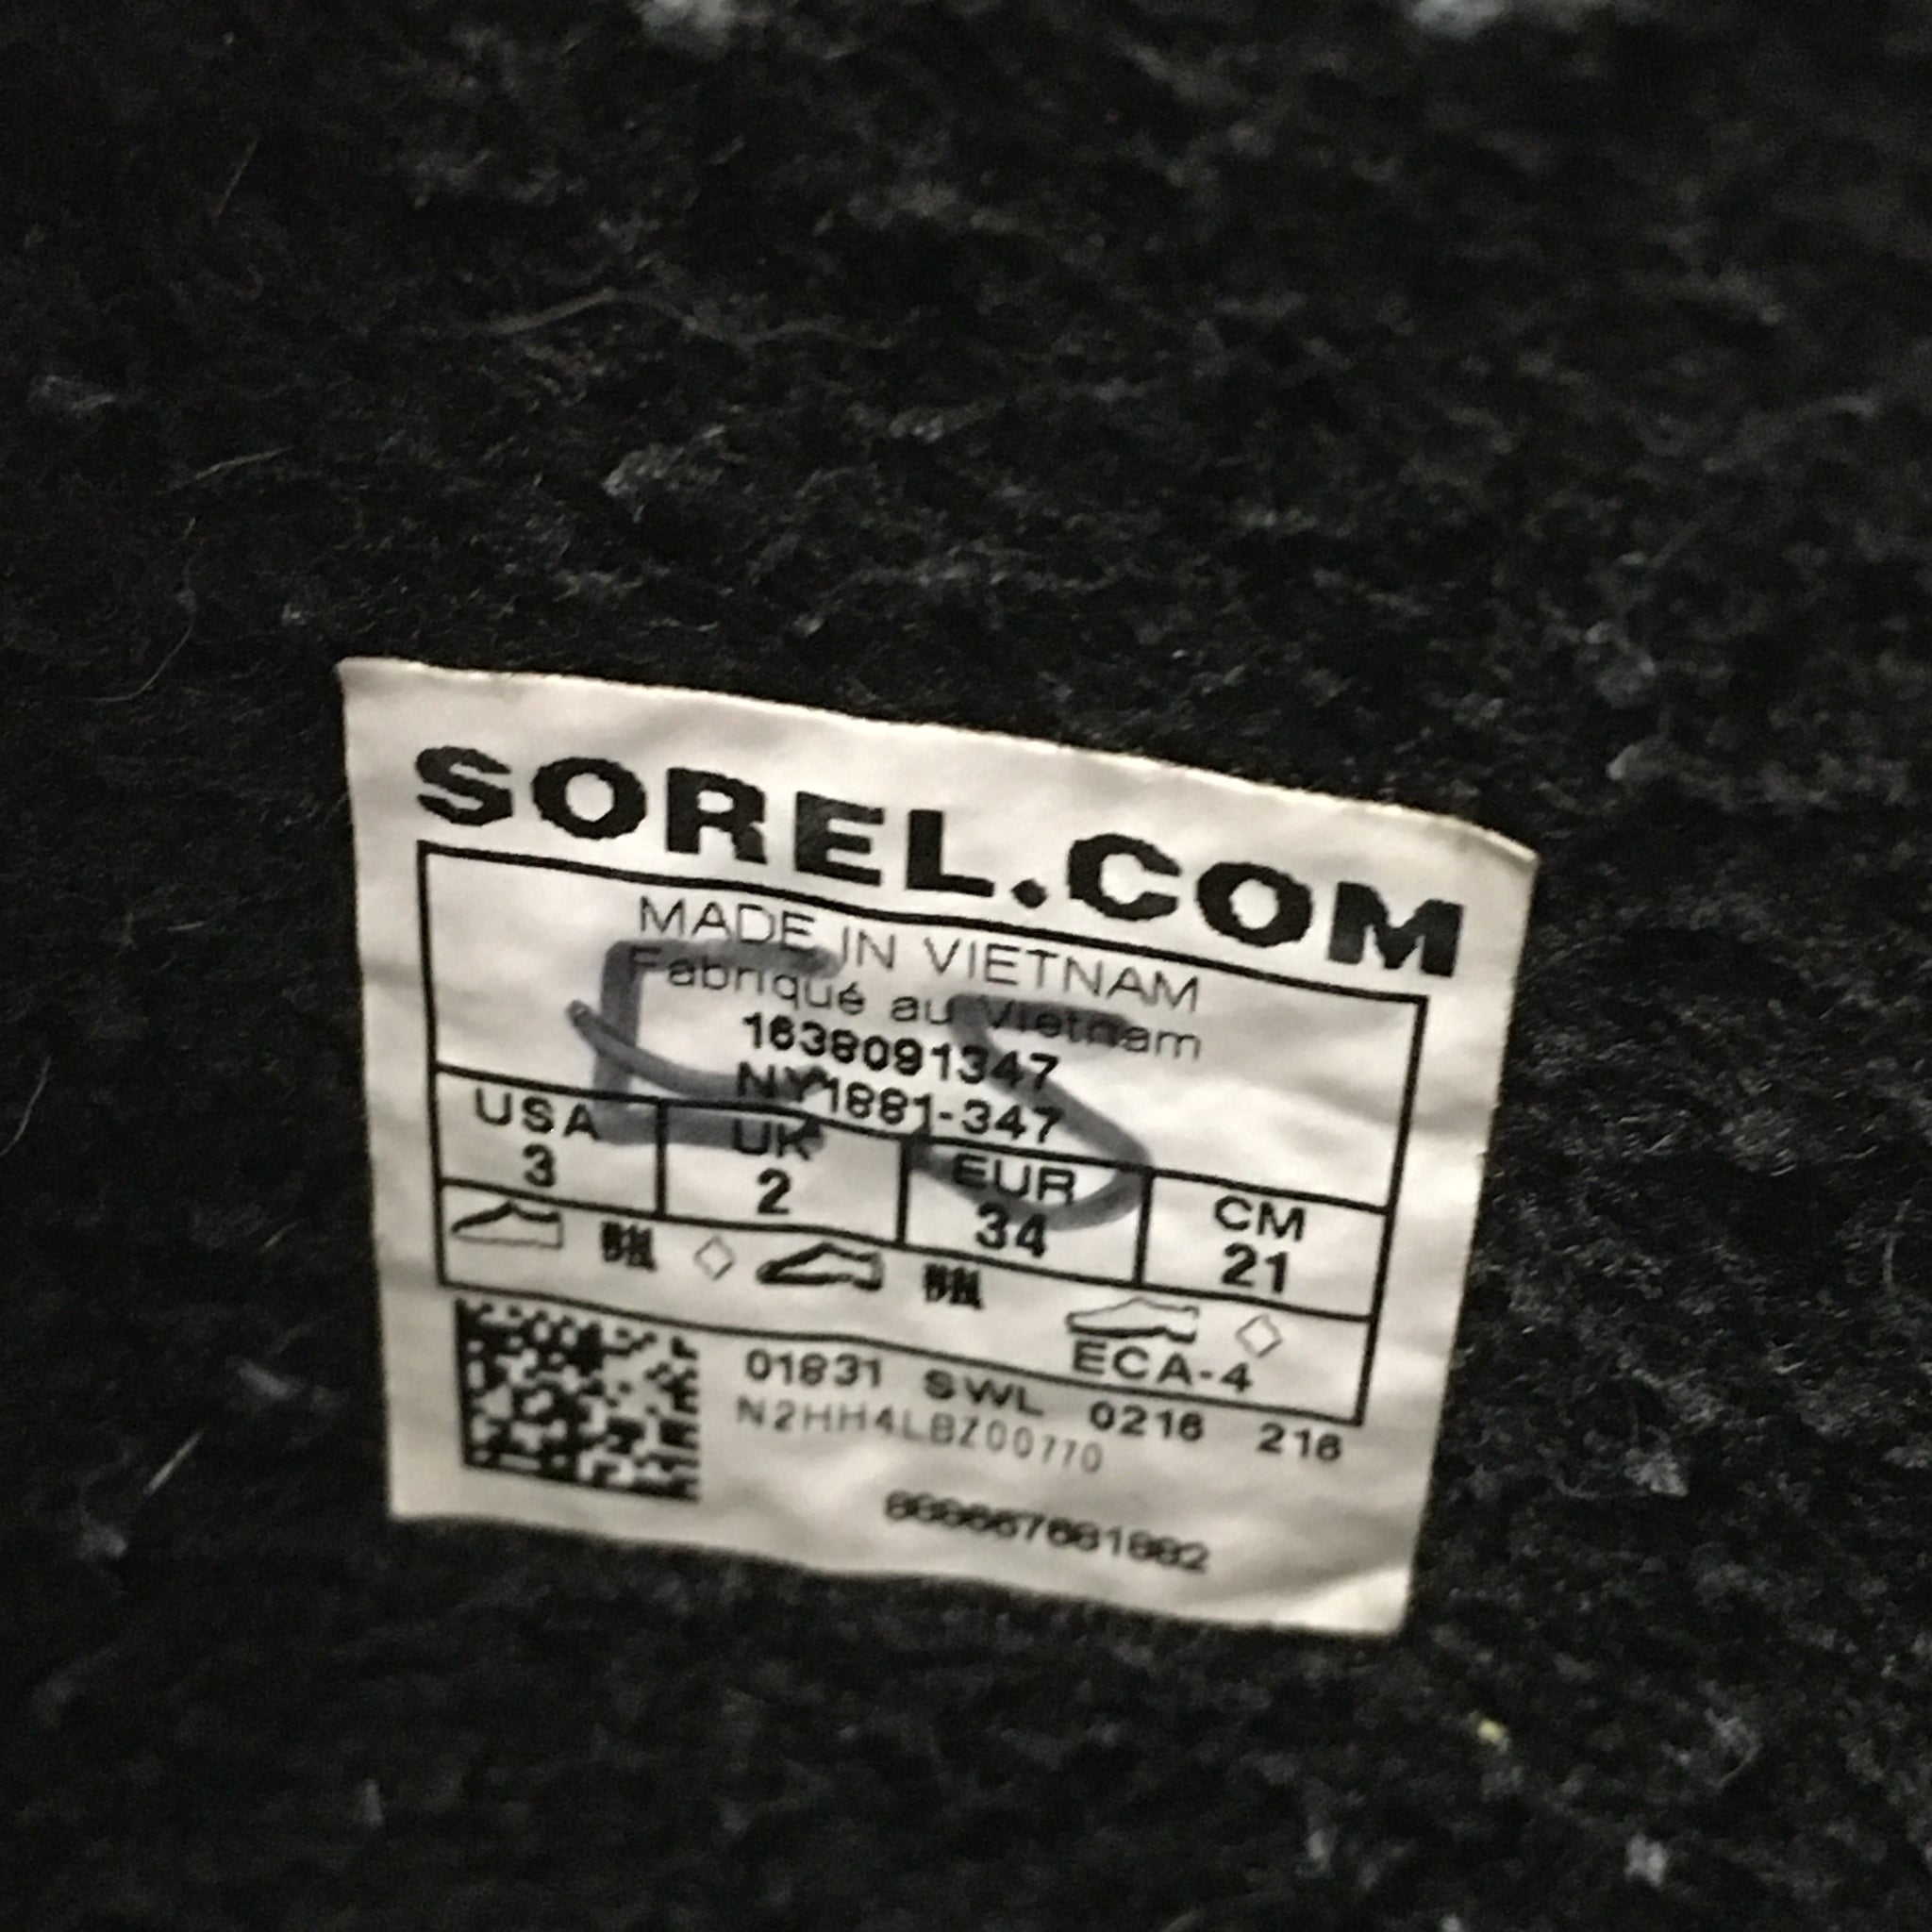 SOREL.COM
MADE IN VIETNAM
Fabriqué au Vietnam
1638091347
NY1881-347
ES
USA UK EUR CM
3 2 34 21
ECA-4
01831 SWL 0216 216
N2HH4LBZ00770